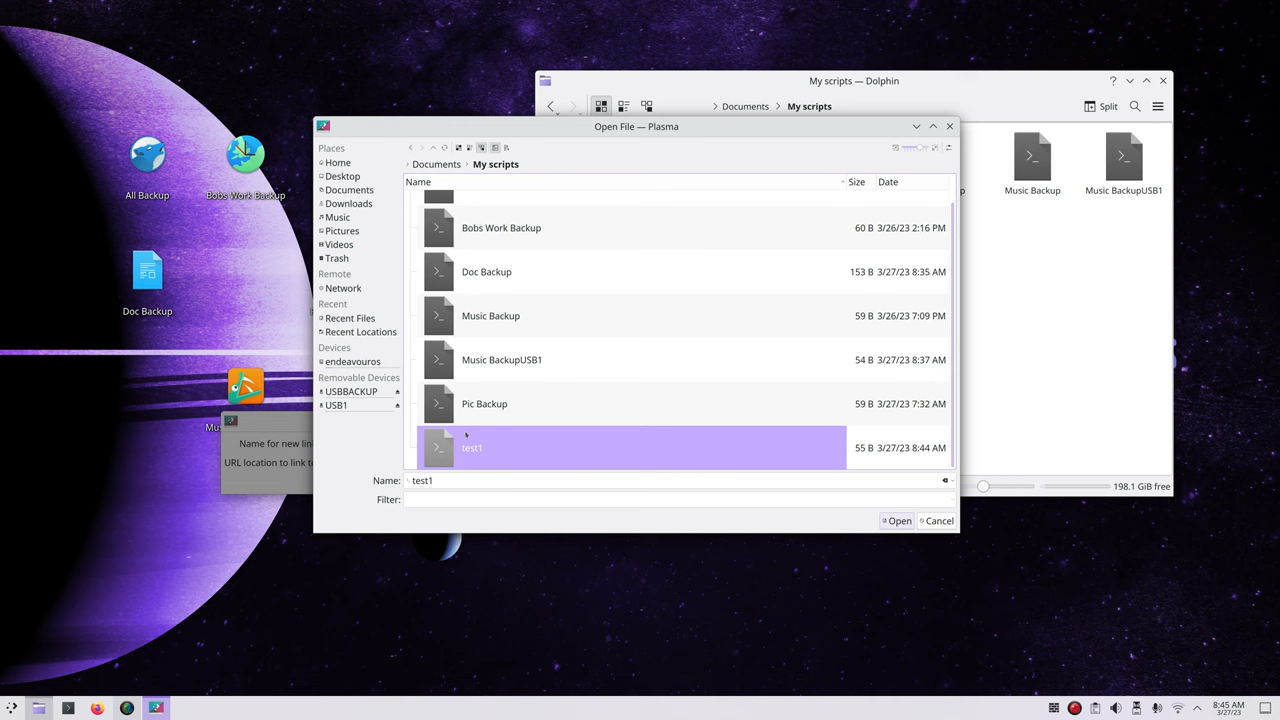 My scripts — Dolphin
Documents
My scripts
Split
Music Backup
Music BackupUSB1
198.1 GiB free
All Backup
Bobs Work Backup
Doc Backup
Name for new
URL location to link
Open File — Plasma
Places
Home
Desktop
Documents
Downloads
Music
Pictures
Videos
Trash
Remote
Network
Recent
Recent Files
Recent Locations
Devices
endeavouros
Removable Devices
USBBACKUP
USB1
Documents
My scripts
Name Size Date
Bobs Work Backup 60 B 3/26/23 2:16 PM
Doc Backup 153 B 3/27/23 8:35 AM
Music Backup 59 B 3/26/23 7:09 PM
Music BackupUSB1 54 B 3/27/23 8:37 AM
Pic Backup 59 B 3/27/23 7:32 AM
test1 55 B 3/27/23 8:44 AM
Name: test1
Filter:
Open Cancel
8:45 AM
3/27/23